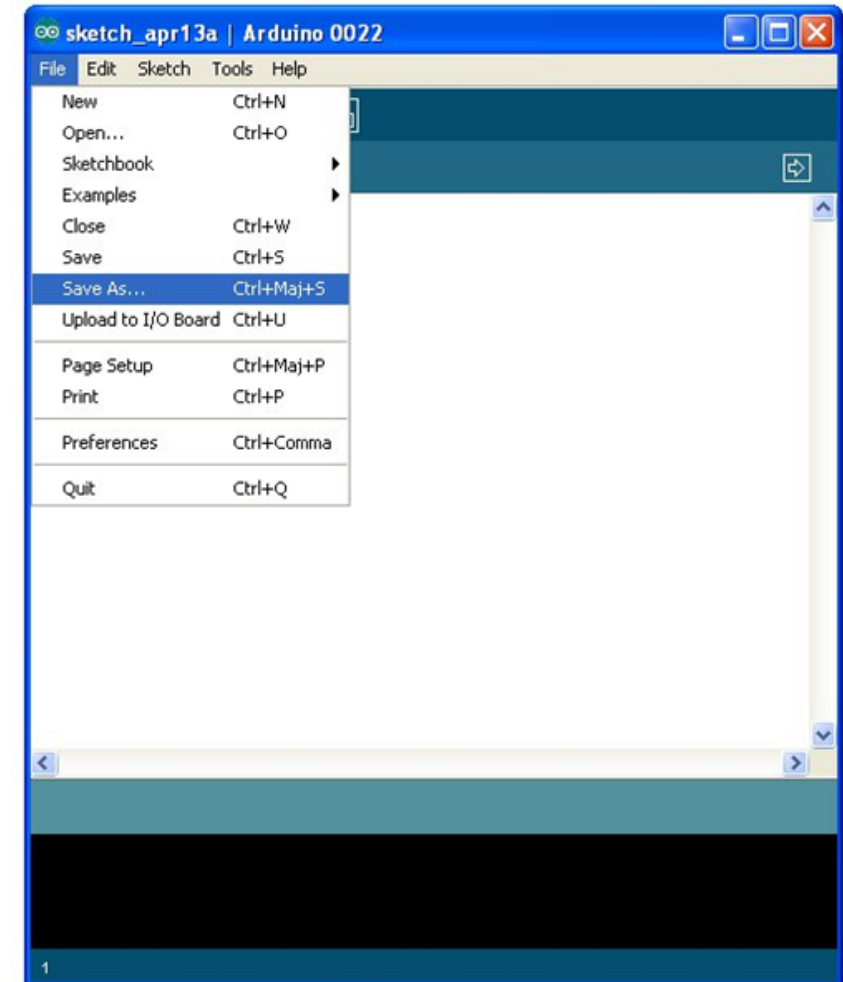 sketch_apr13a | Arduino 0022
File Edit Sketch Tools Help
New Ctrl+N
Open... Ctrl+O
Sketchbook
Examples
Close Ctrl+W
Save Ctrl+S
Save As... Ctrl+Maj+S
Upload to I/O Board Ctrl+U
Page Setup Ctrl+Maj+P
Print Ctrl+P
Preferences Ctrl+Comma
Quit Ctrl+Q
1